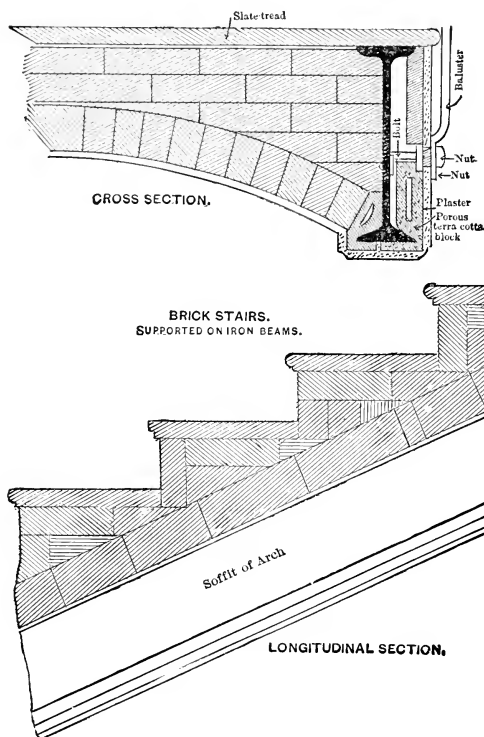 Slate tread
Baluster
Bolt
Nut.
Nut
CROSS SECTION.
Plaster
Porous
terra cotta
block
BRICK STAIRS.
SUPPORTED ON IRON BEAMS.
Soffit of Arch
LONGITUDINAL SECTION.